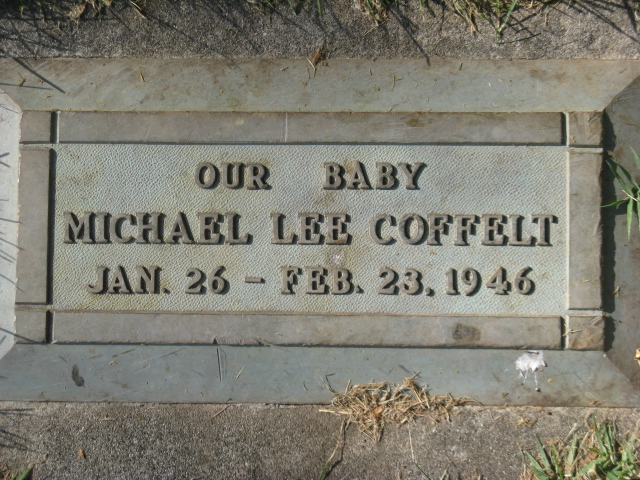 OUR BABY
MICHAEL LEE COFFELT
JAN. 26 - FEB. 23, 1946